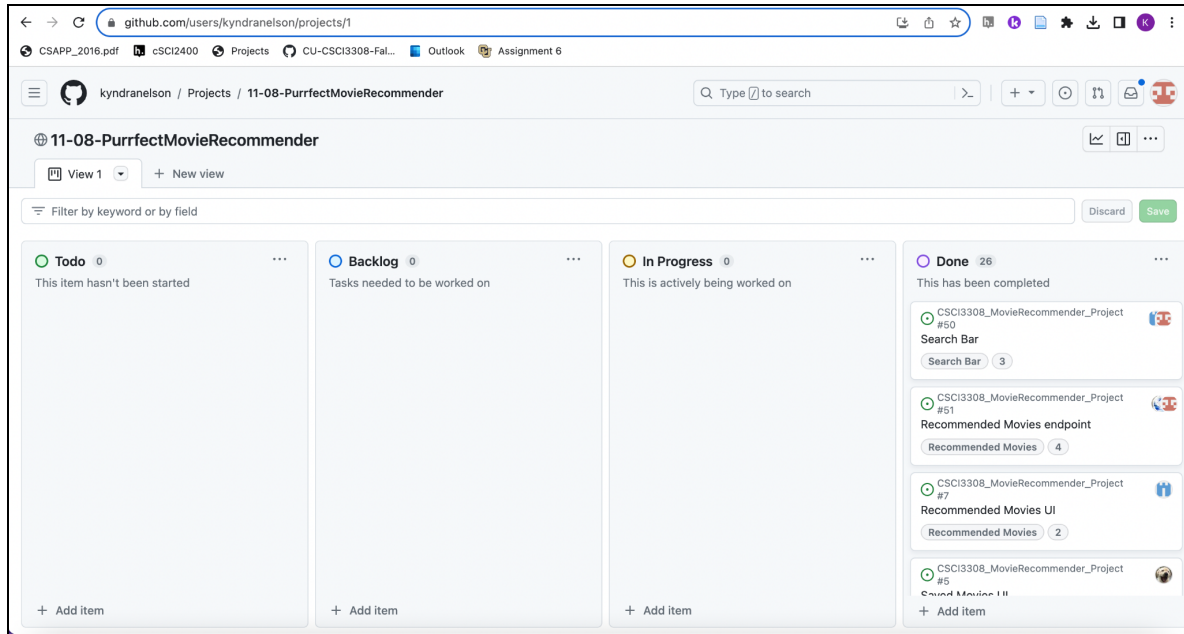 github.com/users/kyndranelson/projects/1
K
CSAPP_2016.pdf h. cSCI2400 Projects CU-CSCI3308-Fal... Outlook Assignment 6
kyndranelson / Projects / 11-08-PurrfectMovieRecommender
Type / to search
11-08-PurrfectMovieRecommender
View 1 + New view
Filter by keyword or by field
Discard Save
Todo 0
This item hasn't been started
+ Add item
Backlog 0
Tasks needed to be worked on
+ Add item
In Progress 0
This is actively being worked on
+ Add item
Done 26
This has been completed
CSCI3308_MovieRecommender_Project
#50
Search Bar
Search Bar 3
CSCI3308_MovieRecommender_Project
#51
Recommended Movies endpoint
Recommended Movies 4
CSCI3308_MovieRecommender_Project
#7
Recommended Movies UI
Recommended Movies 2
CSCI3308_MovieRecommender_Project
#5
Saved Movies UI
+ Add item